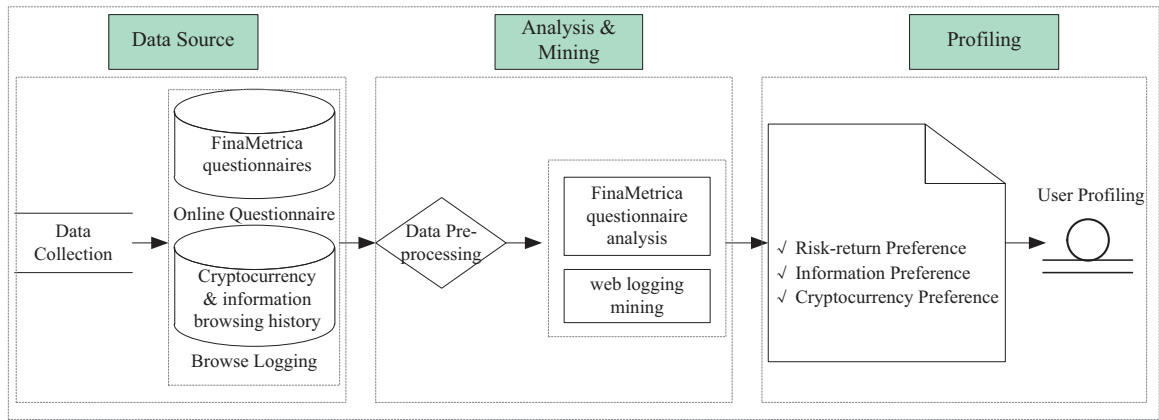 Data Source
Analysis &
Mining
Profiling
Data
Collection
FinaMetrica
questionnaires
Online Questionnaire
Cryptocurrency
& information
browsing history
Browse Logging
Data Pre-
processing
FinaMetrica
questionnaire
analysis
web logging
mining
√ Risk-return Preference
√ Information Preference
√ Cryptocurrency Preference
User Profiling